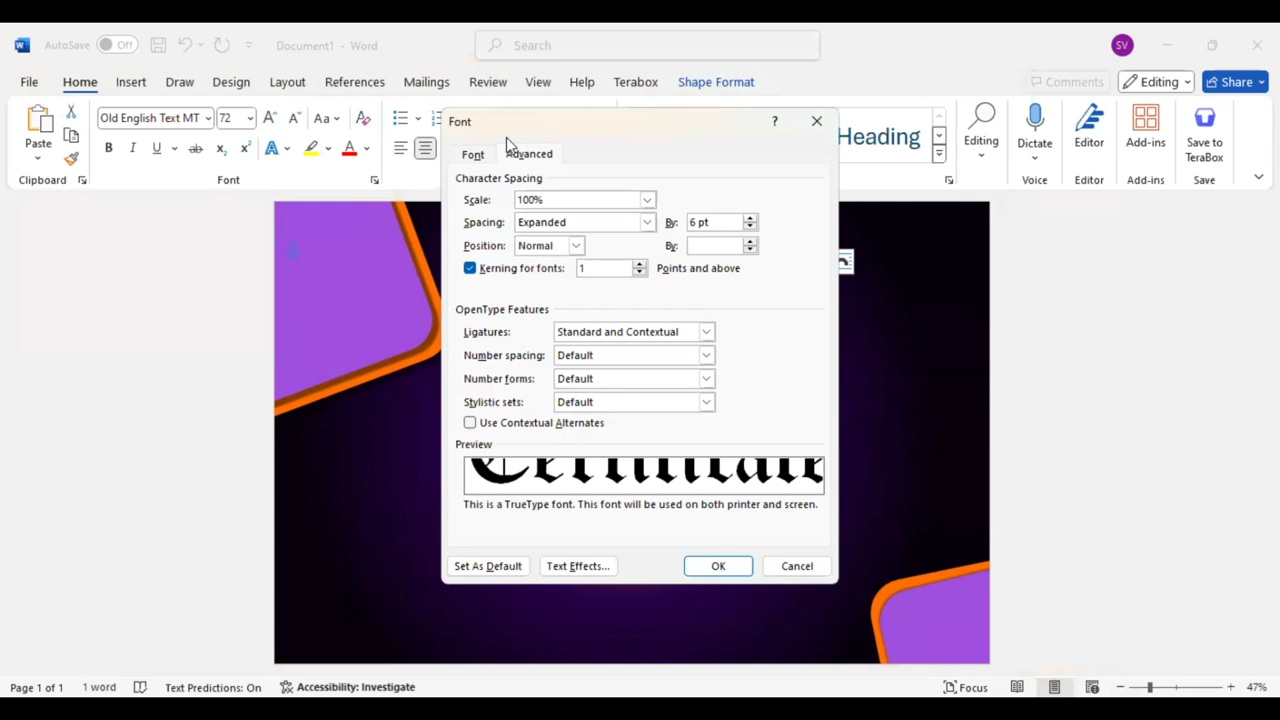 AutoSave Off Document1 - Word Search SV
File Home Insert Draw Design Layout References Mailings Review View Help Terabox Shape Format Comments Editing Share
Old English Text MT 72 Aa
Paste B I U ab x₂ x² A A Heading Editing Dictate Editor Add-ins Save to
TeraBox
Clipboard Font Voice Editor Add-ins Save
Font ?
Font Advanced
Character Spacing
Scale: 100%
Spacing: Expanded By: 6 pt
Position: Normal By:
Kerning for fonts: 1 Points and above
OpenType Features
Ligatures: Standard and Contextual
Number spacing: Default
Number forms: Default
Stylistic sets: Default
Use Contextual Alternates
Preview
Certificate
This is a TrueType font. This font will be used on both printer and screen.
Set As Default Text Effects... OK Cancel
Page 1 of 1 1 word Text Predictions: On Accessibility: Investigate Focus 47%